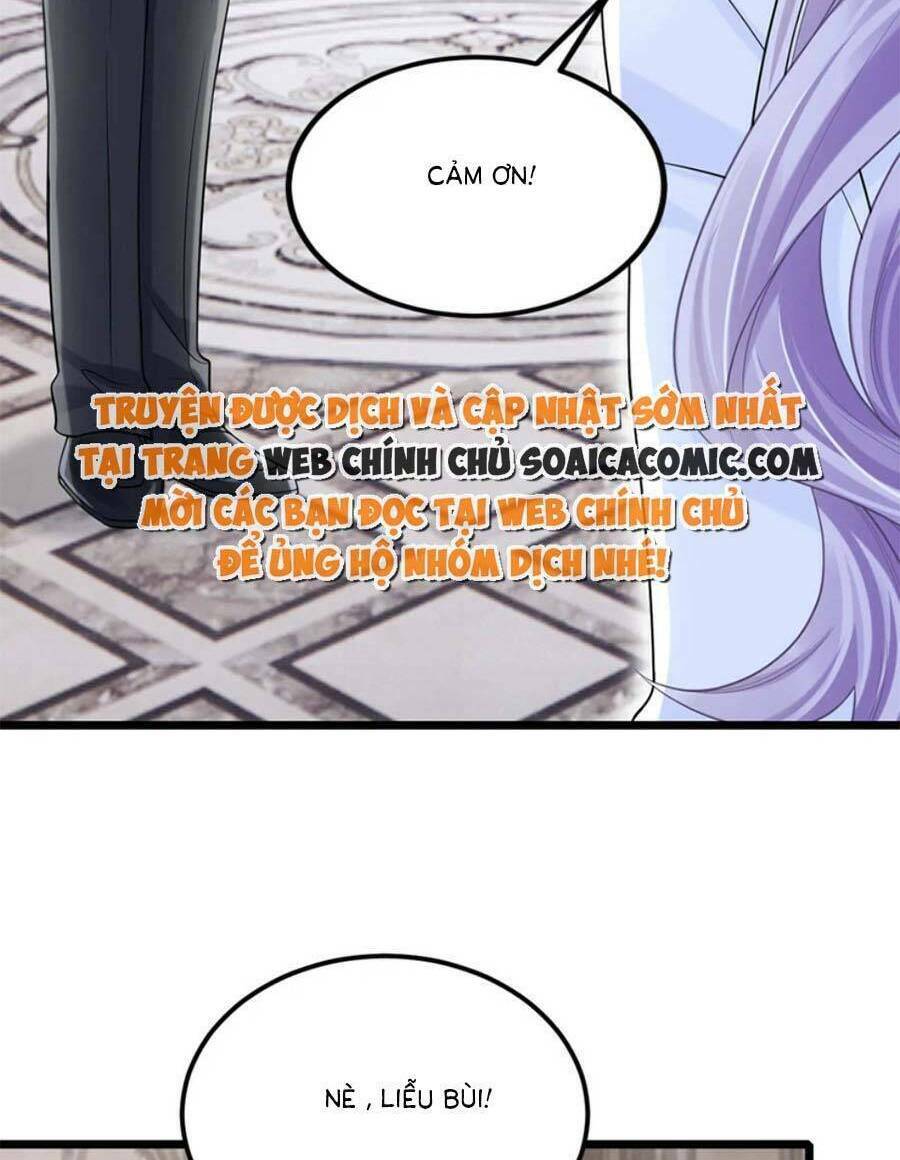 CẢM ƠN!
TRUYỆN ĐƯỢC DỊCH VÀ CẬP NHẬT SỚM NHẤT
TẠI TRANG WEB CHÍNH CHỦ SOAICACOMIC.COM
MỜI CÁC BẠN ĐỌC TẠI WEB CHÍNH CHỦ
ĐỂ ỦNG HỘ NHÓM DỊCH NHÉ!
NÈ , LIỄU BÙI!